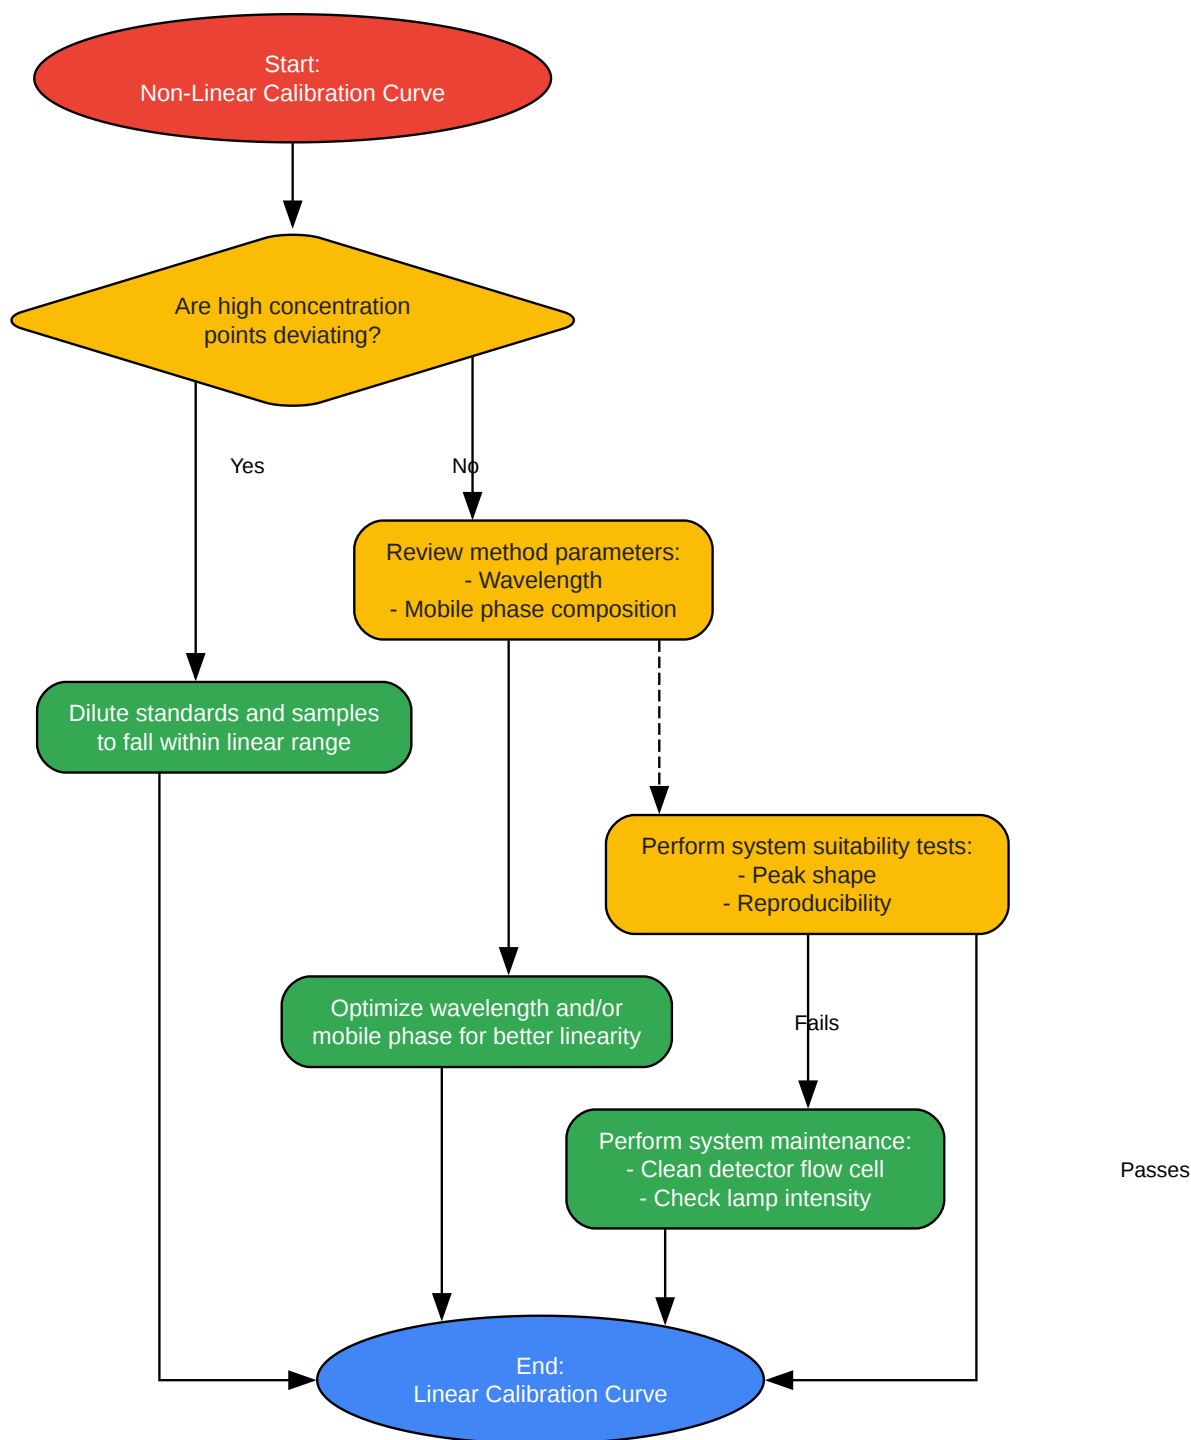 Start:
Non-Linear Calibration Curve
Are high concentration
points deviating?
Yes
No
Review method parameters:
- Wavelength
- Mobile phase composition
Dilute standards and samples
to fall within linear range
Perform system suitability tests:
- Peak shape
- Reproducibility
Optimize wavelength and/or
mobile phase for better linearity
Fails
Perform system maintenance:
- Clean detector flow cell
- Check lamp intensity
Passes
End:
Linear Calibration Curve